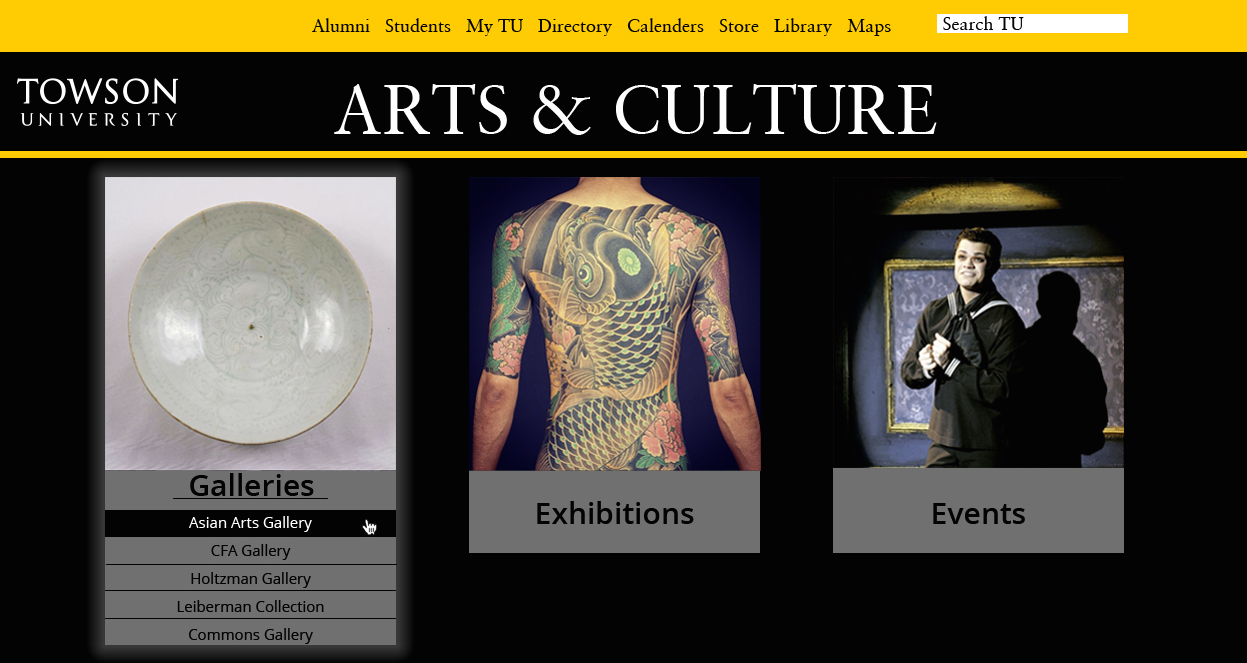 Alumni Students My TU Directory Calenders Store Library Maps Search TU
TOWSON
UNIVERSITY
ARTS & CULTURE
Galleries
Asian Arts Gallery
CFA Gallery
Holtzman Gallery
Leiberman Collection
Commons Gallery
Exhibitions
Events